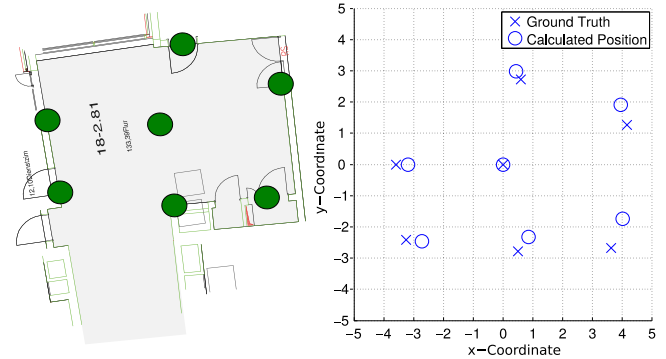 18-2.81
133.39Flur
5
4
3
2
1
0
−1
−2
−3
−4
−5
−5 −4 −3 −2 −1 0 1 2 3 4 5
x−Coordinate
y−Coordinate
Ground Truth
Calculated Position